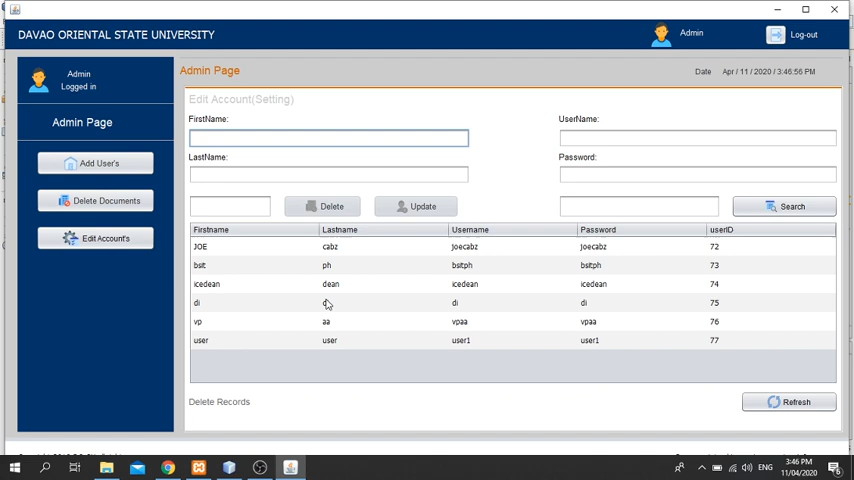 DAVAO ORIENTAL STATE UNIVERSITY
Admin
Log-out
Admin
Logged in
Admin Page
Add User's
Delete Documents
Edit Account's
Admin Page
Date Apr / 11 / 2020 / 3:46:56 PM
Edit Account(Setting)
FirstName: UserName:
LastName: Password:
Delete Update Search
Firstname Lastname Username Password userID
JOE cabz joecabz joecabz 72
bsit ph bsitph bsitph 73
icedean dean icedean icedean 74
di di di 75
vp aa vpaa vpaa 76
user user user1 user1 77
Delete Records
Refresh
ENG
3:46 PM
11/04/2020
6